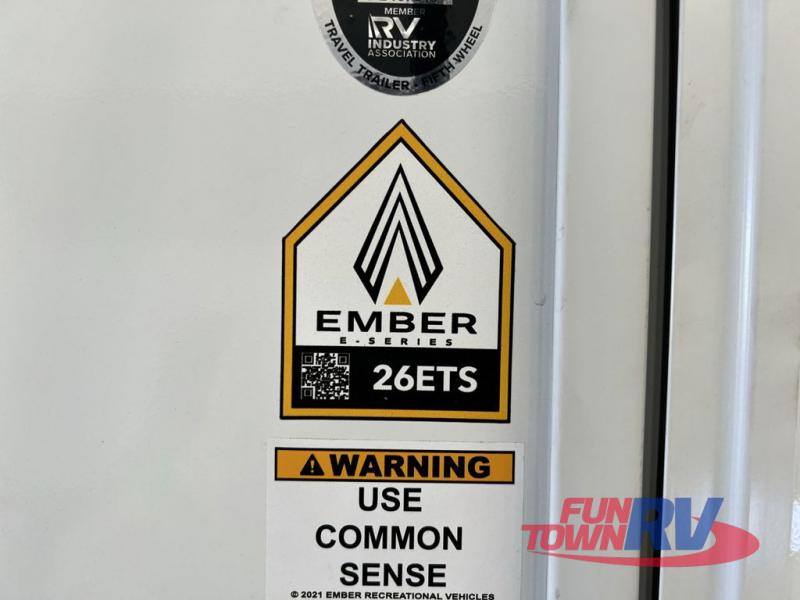 MEMBER
RV
INDUSTRY
ASSOCIATION
TRAVEL TRAILER - FIFTH WHEEL
EMBER
E-SERIES
26ETS
WARNING
USE
COMMON
SENSE
© 2021 EMBER RECREATIONAL VEHICLES
FUN
TOWN RV